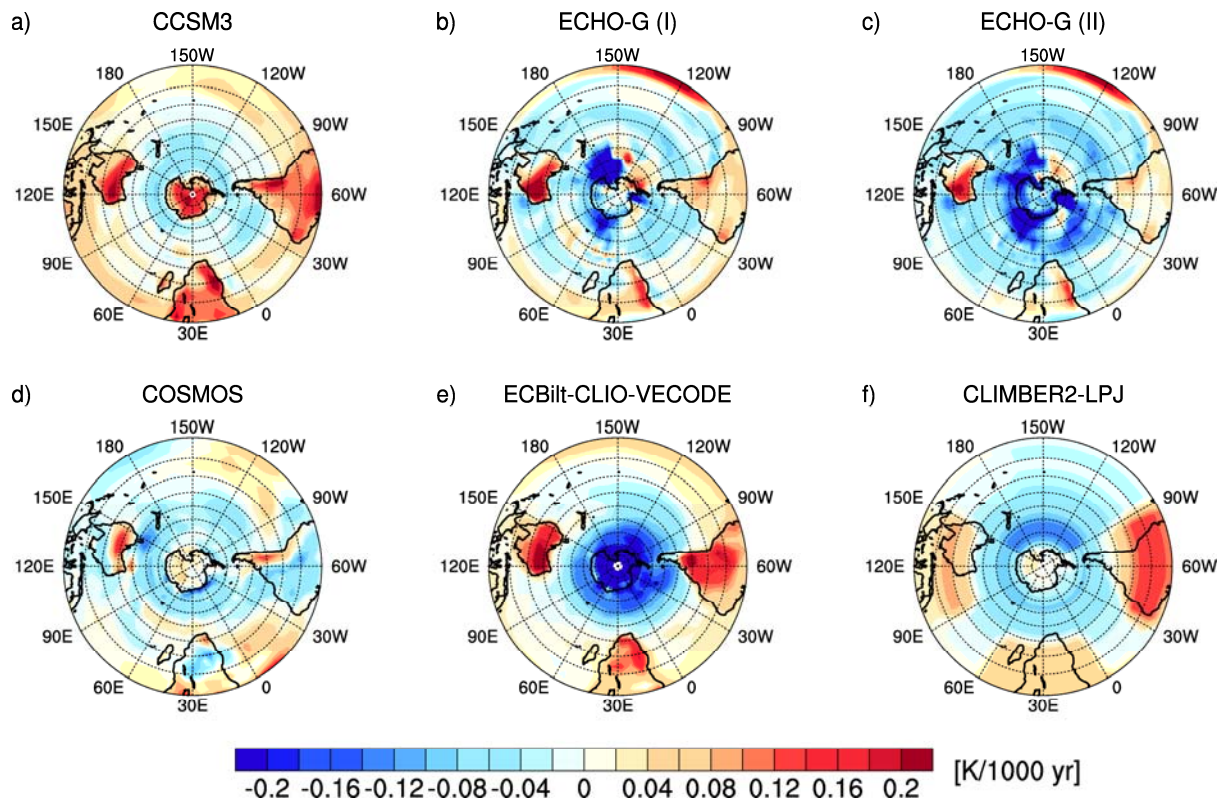 a) CCSM3
b) ECHO-G (I)
c) ECHO-G (II)
150W
180
120W
150E
90W
120E
60W
90E
30W
60E
0
30E
150W
180
120W
150E
90W
120E
60W
90E
30W
60E
0
30E
150W
180
120W
150E
90W
120E
60W
90E
30W
60E
0
30E
d) COSMOS
e) ECBilt-CLIO-VECODE
f) CLIMBER2-LPJ
150W
180
120W
150E
90W
120E
60W
90E
30W
60E
0
30E
150W
180
120W
150E
90W
120E
60W
90E
30W
60E
0
30E
150W
180
120W
150E
90W
120E
60W
90E
30W
60E
0
30E
-0.2 -0.16 -0.12 -0.08 -0.04 0 0.04 0.08 0.12 0.16 0.2 [K/1000 yr]